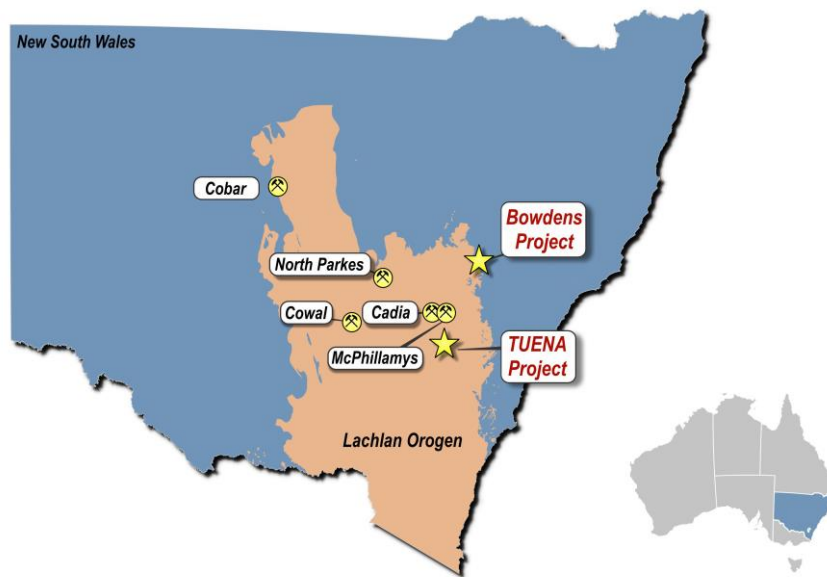 New South Wales
Cobar
Bowdens
Project
North Parkes
Cowal
Cadia
McPhillamys
TUENA
Project
Lachlan Orogen